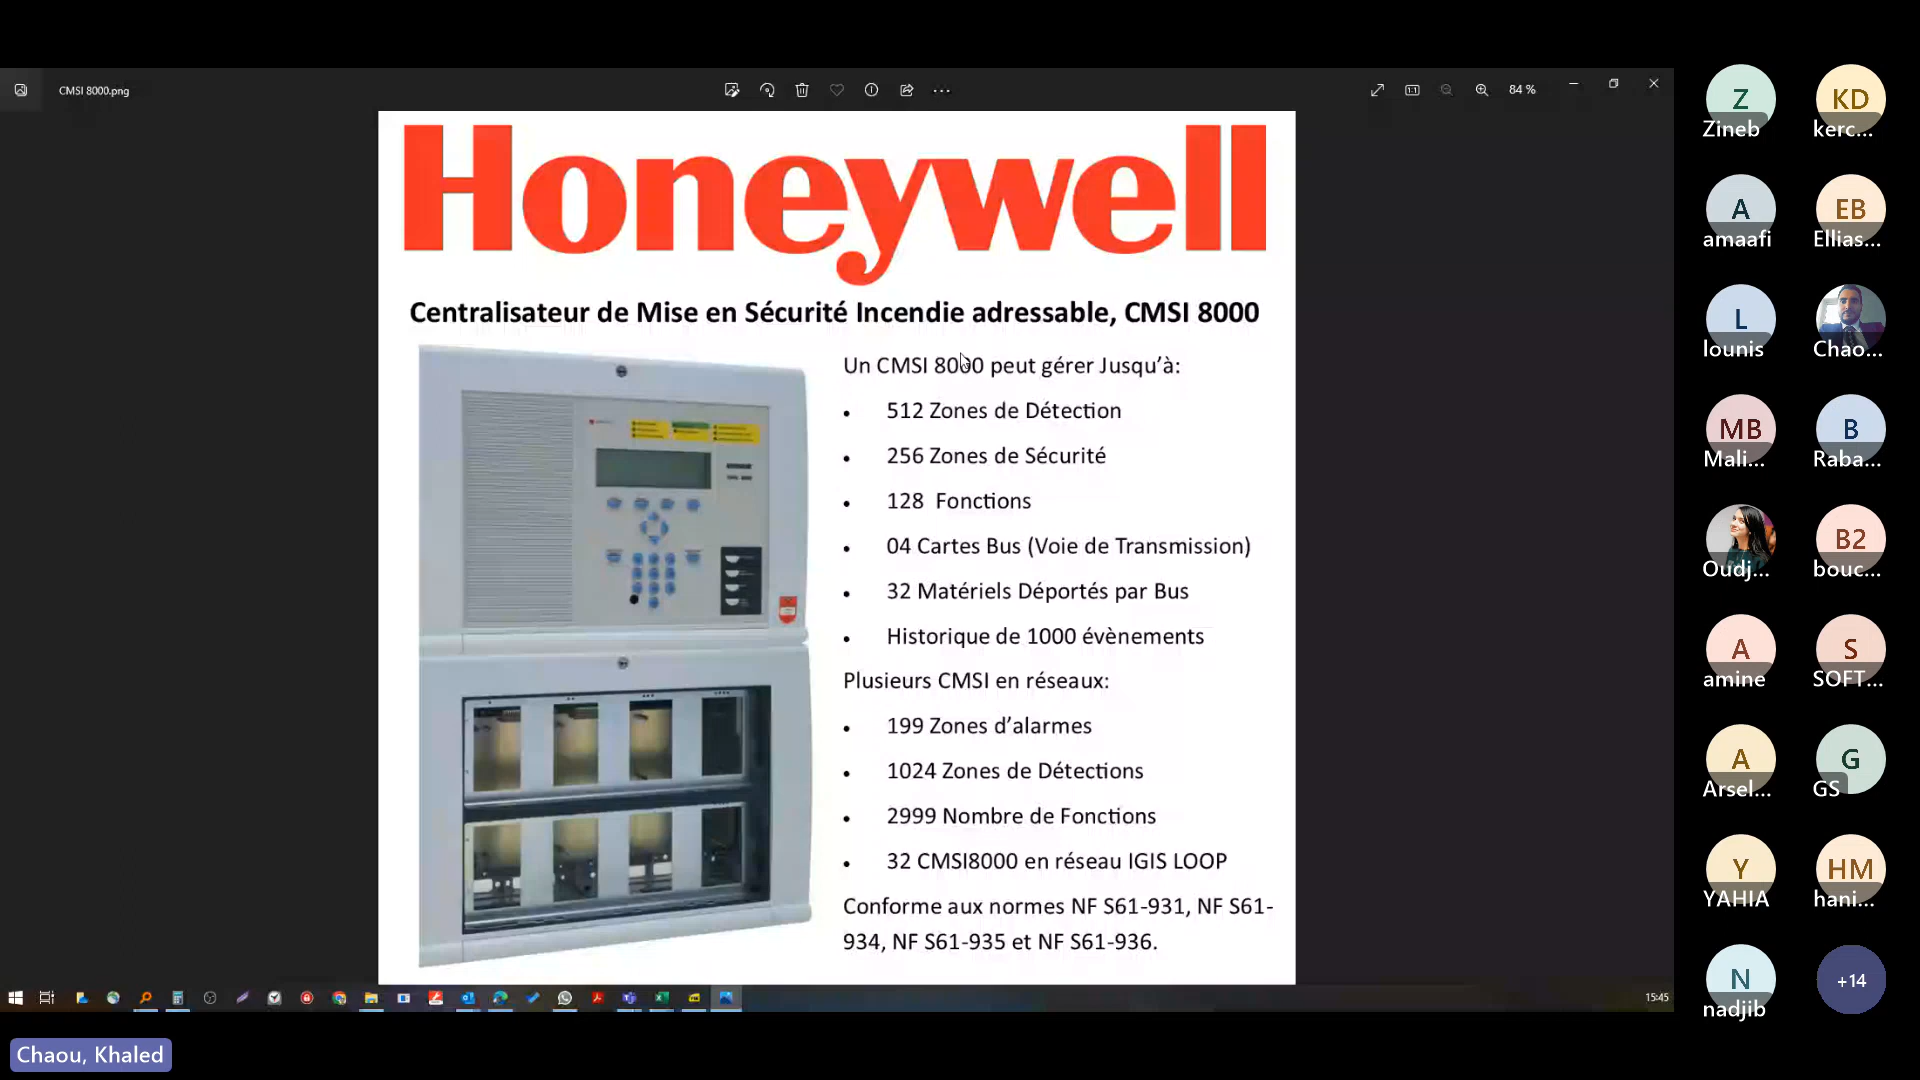 CMSI 8000.png
84 %
Honeywell
Centralisateur de Mise en Sécurité Incendie adressable, CMSI 8000
Un CMSI 8000 peut gérer Jusqu’à:
• 512 Zones de Détection
• 256 Zones de Sécurité
• 128 Fonctions
• 04 Cartes Bus (Voie de Transmission)
• 32 Matériels Déportés par Bus
• Historique de 1000 évènements
Plusieurs CMSI en réseaux:
• 199 Zones d’alarmes
• 1024 Zones de Détections
• 2999 Nombre de Fonctions
• 32 CMSI8000 en réseau IGIS LOOP
Conforme aux normes NF S61-931, NF S61-
934, NF S61-935 et NF S61-936.
15:45
Chaou, Khaled
Z
Zineb
KD
kerc...
A
amaafi
EB
Ellias...
L
lounis
Chao...
MB
Mali...
B
Raba...
Oudj...
B2
bouc...
A
amine
S
SOFT...
A
Arsel...
G
GS
Y
YAHIA
HM
hani...
N
nadjib
+14